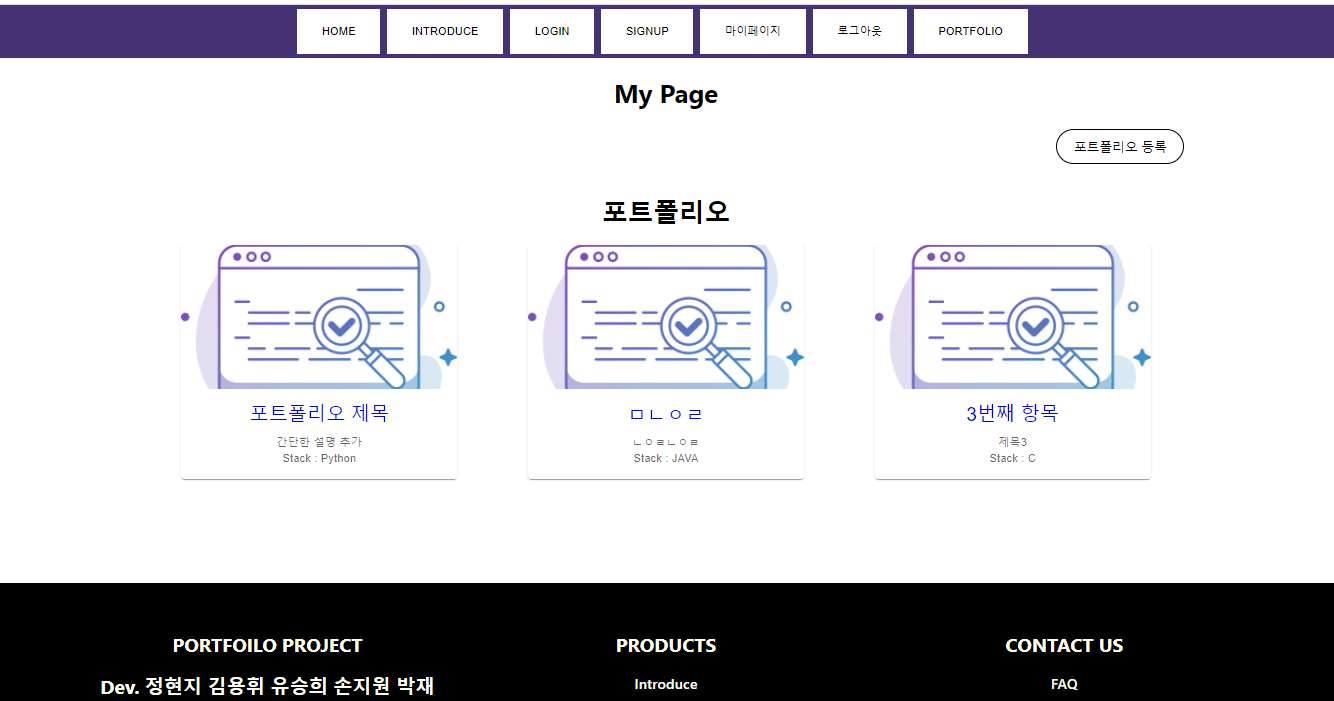 HOME INTRODUCE LOGIN SIGNUP 마이페이지 로그아웃 PORTFOLIO
My Page
포트폴리오 등록
포트폴리오
포트폴리오 제목
간단한 설명 추가
Stack : Python
ㅁㄴㅇㄹ
ㄴㅇㄹㄴㅇㄹ
Stack : JAVA
3번째 항목
제목3
Stack : C
PORTFOILO PROJECT
Dev. 정현지 김용휘 유승희 손지원 박재
PRODUCTS
Introduce
CONTACT US
FAQ